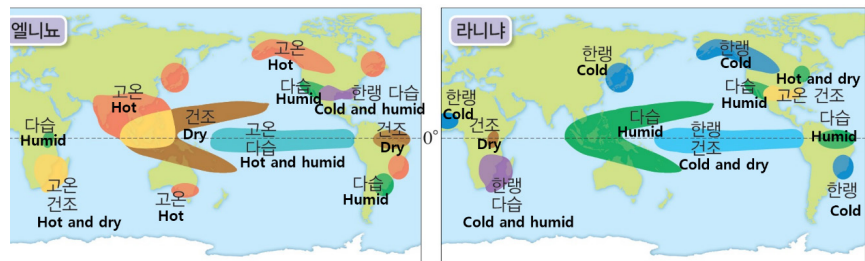 엘니뇨
고온
Hot
고온
Hot
다습
Humid
한랭 다습
Cold and humid
건조
Dry
고온
다습
Hot and humid
다습
Humid
건조
Dry
고온
건조
Hot and dry
고온
Hot
다습
Humid
0°
라니냐
한랭
Cold
한랭
Cold
Hot and dry
고온 건조
다습
Humid
한랭
Cold
다습
Humid
건조
Dry
한랭
건조
Cold and dry
다습
Humid
한랭
다습
Cold and humid
한랭
Cold